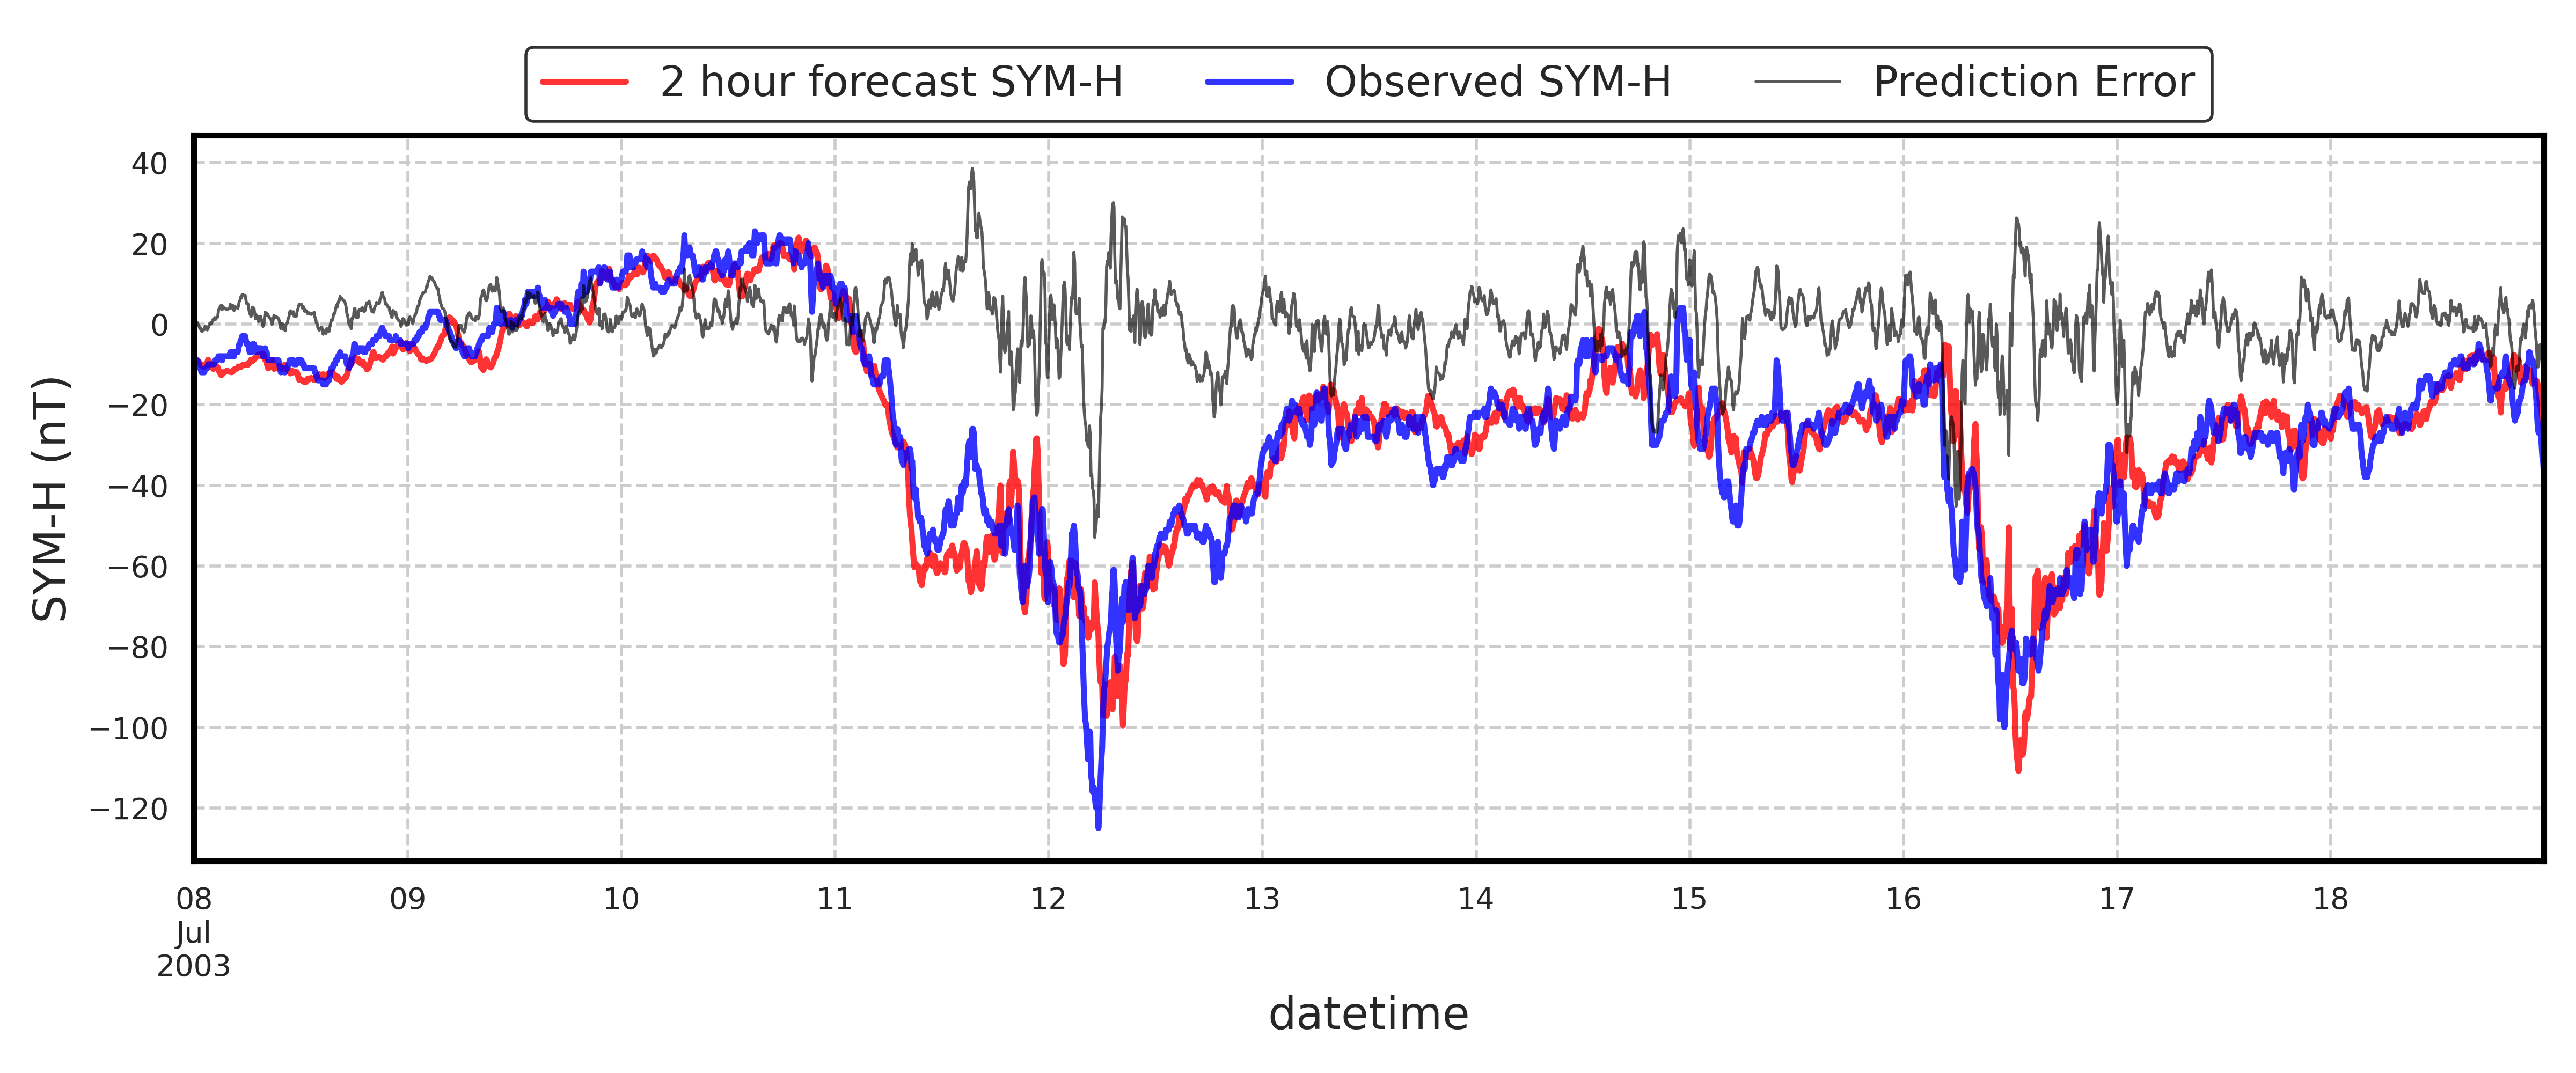 2 hour forecast SYM-H Observed SYM-H Prediction Error
40
20
0
−20
−40
−60
−80
−100
−120
SYM-H (nT)
08 09 10 11 12 13 14 15 16 17 18
Jul
2003
datetime